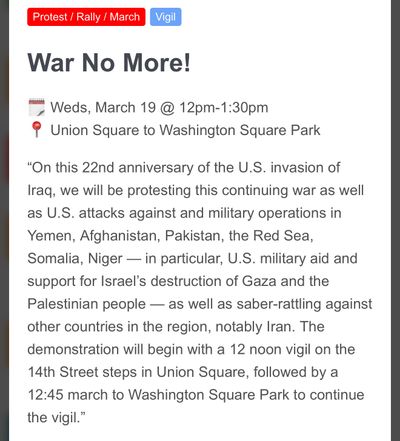 Protest / Rally / March Vigil
War No More!
Weds, March 19 @ 12pm-1:30pm
Union Square to Washington Square Park
“On this 22nd anniversary of the U.S. invasion of
Iraq, we will be protesting this continuing war as well
as U.S. attacks against and military operations in
Yemen, Afghanistan, Pakistan, the Red Sea,
Somalia, Niger — in particular, U.S. military aid and
support for Israel’s destruction of Gaza and the
Palestinian people — as well as saber-rattling against
other countries in the region, notably Iran. The
demonstration will begin with a 12 noon vigil on the
14th Street steps in Union Square, followed by a
12:45 march to Washington Square Park to continue
the vigil.”